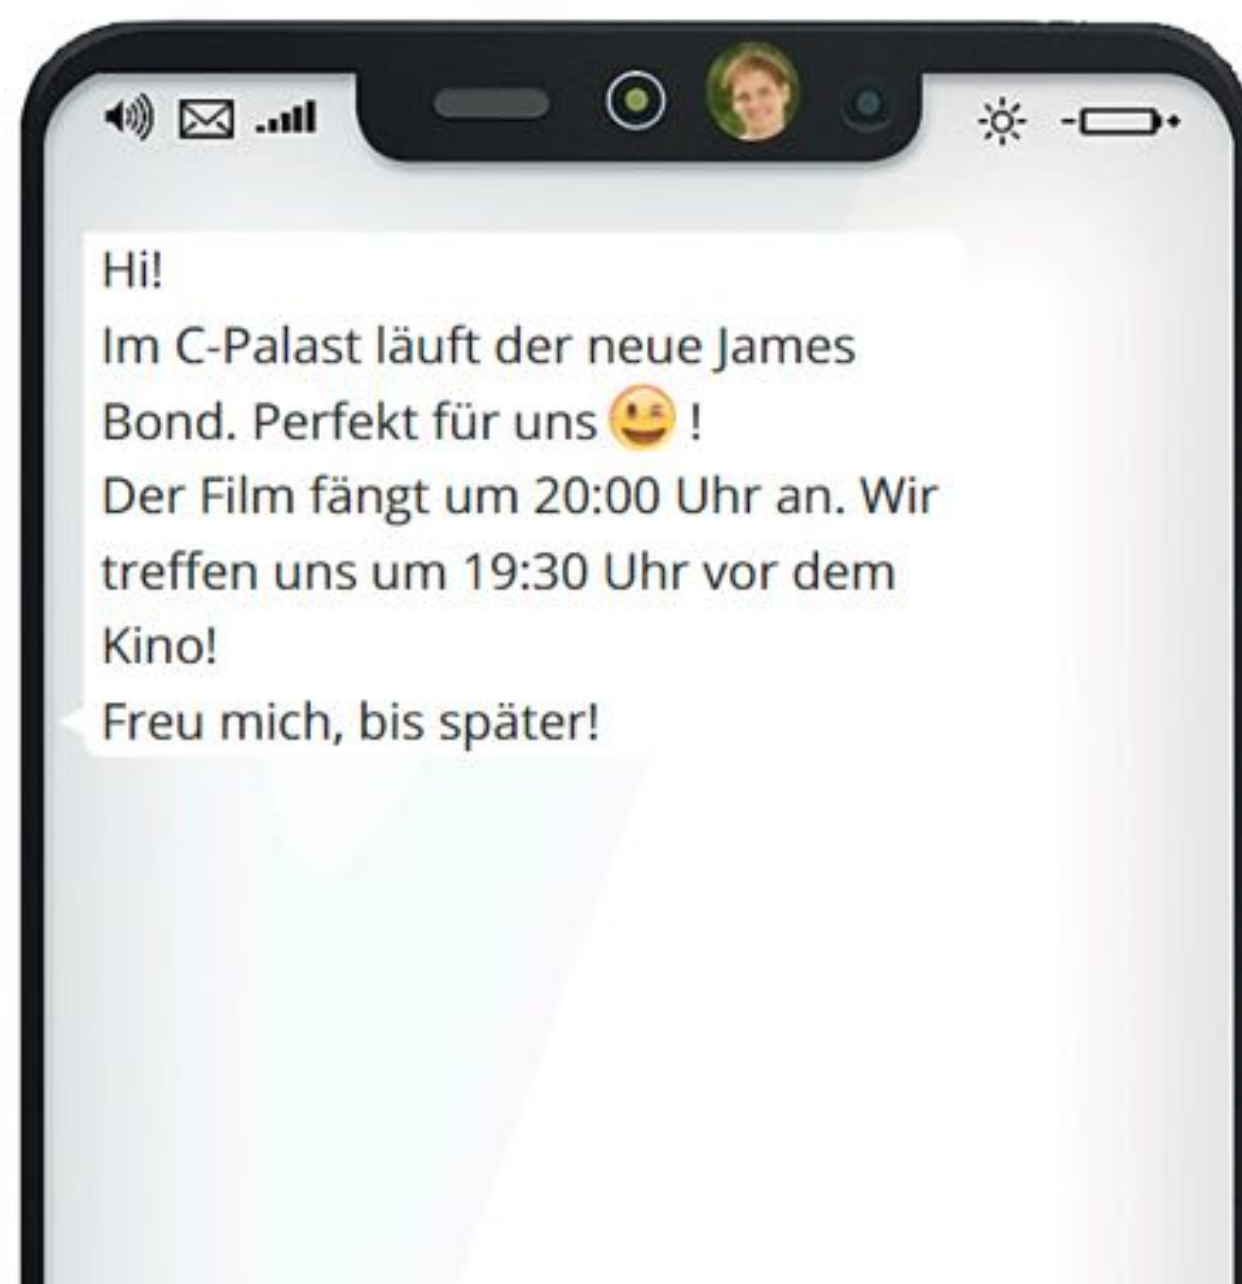 Hi!
Im C-Palast läuft der neue James
Bond. Perfekt für uns 😉 !
Der Film fängt um 20:00 Uhr an. Wir
treffen uns um 19:30 Uhr vor dem
Kino!
Freu mich, bis später!